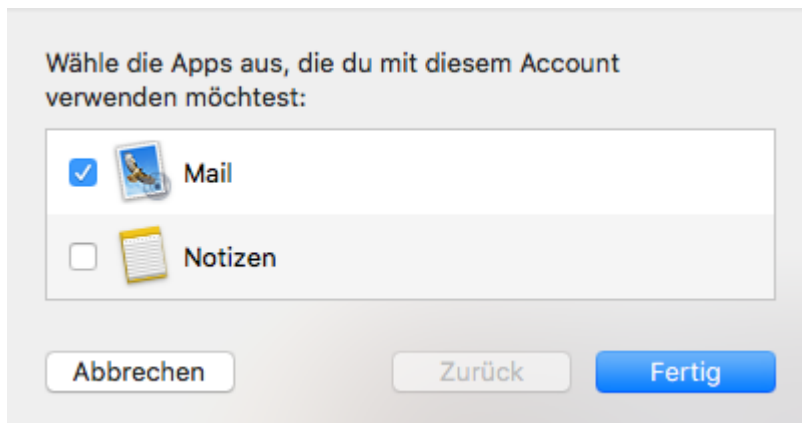 Wähle die Apps aus, die du mit diesem Account
verwenden möchtest:
Mail
Notizen
Abbrechen
Zurück
Fertig